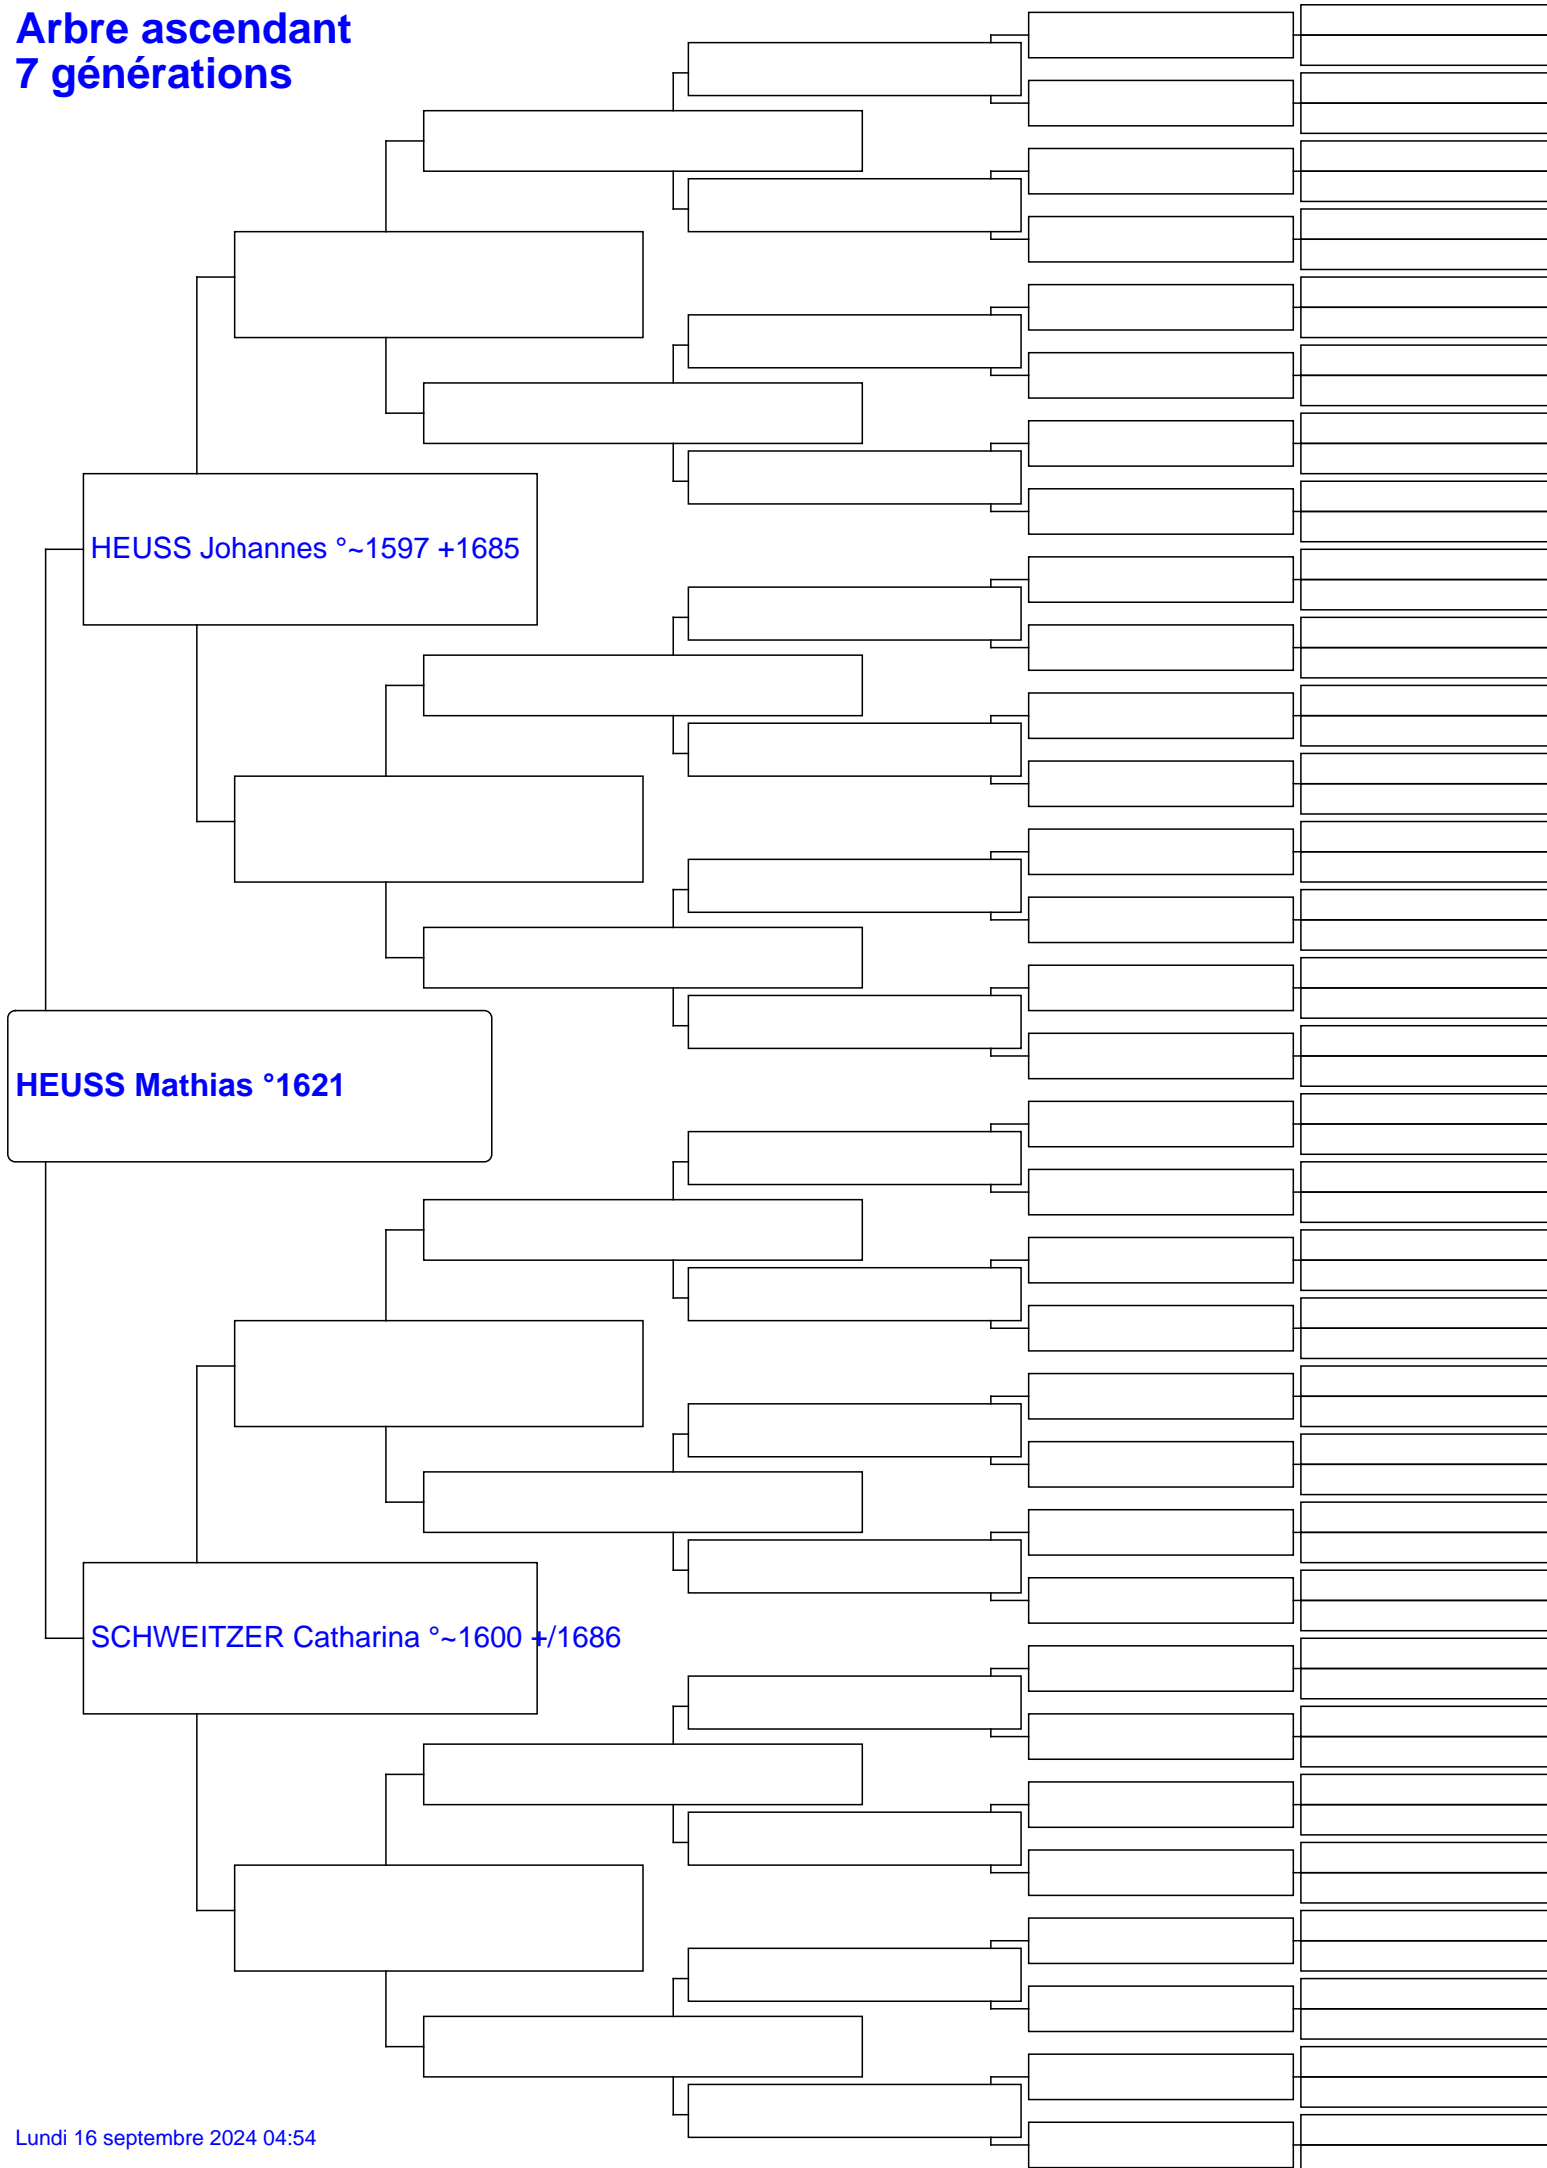 Arbre ascendant
7 générations
HEUSS Johannes °~1597 +1685
HEUSS Mathias °1621
SCHWEITZER Catharina °~1600 +/1686
Lundi 16 septembre 2024 04:54